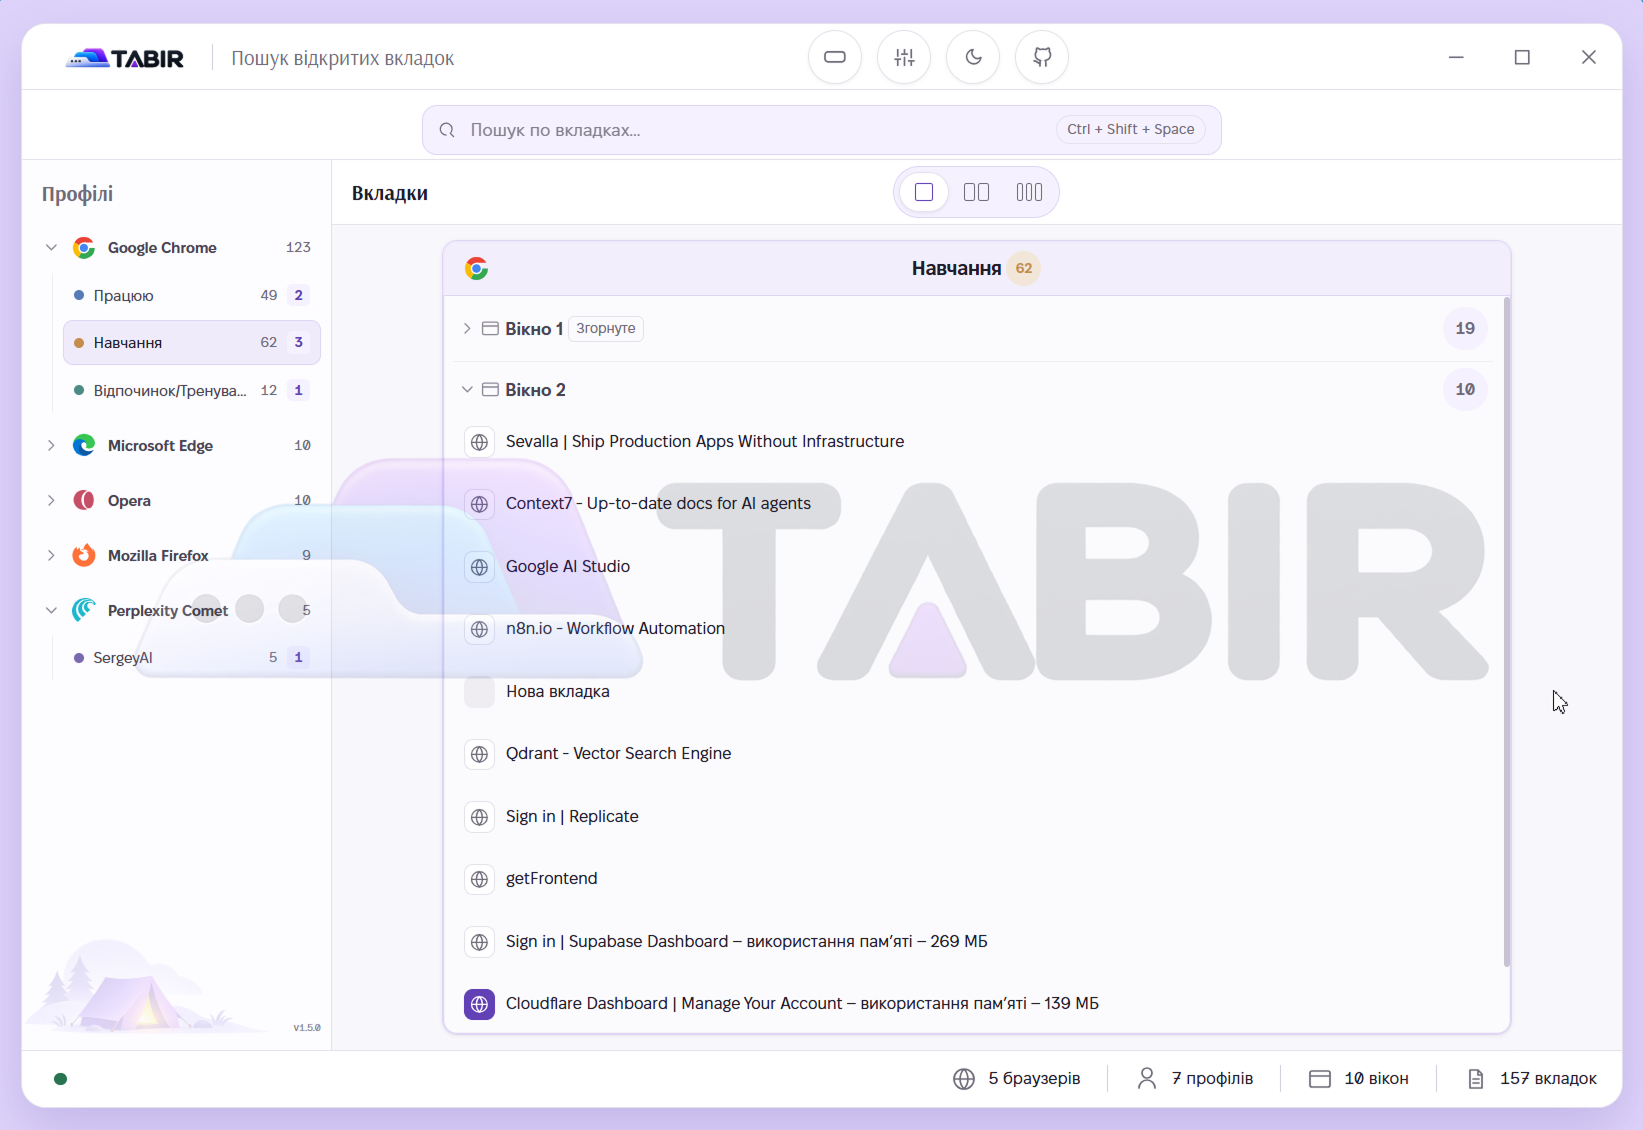 TABIR
Пошук відкритих вкладок
Пошук по вкладках...
Ctrl + Shift + Space
Профілі
Google Chrome 123
Працюю 49 2
Навчання 62 3
Відпочинок/Тренува... 12 1
Microsoft Edge 10
Opera 10
Mozilla Firefox 9
Perplexity Comet 5
SergeyAI 5 1
v1.5.0
Вкладки
Навчання 62
Вікно 1 Згорнуте 19
Вікно 2 10
Sevalla | Ship Production Apps Without Infrastructure
Context7 - Up-to-date docs for AI agents
Google AI Studio
n8n.io - Workflow Automation
Нова вкладка
Qdrant - Vector Search Engine
Sign in | Replicate
getFrontend
Sign in | Supabase Dashboard – використання пам’яті – 269 МБ
Cloudflare Dashboard | Manage Your Account – використання пам’яті – 139 МБ
TABIR
5 браузерів
7 профілів
10 вікон
157 вкладок